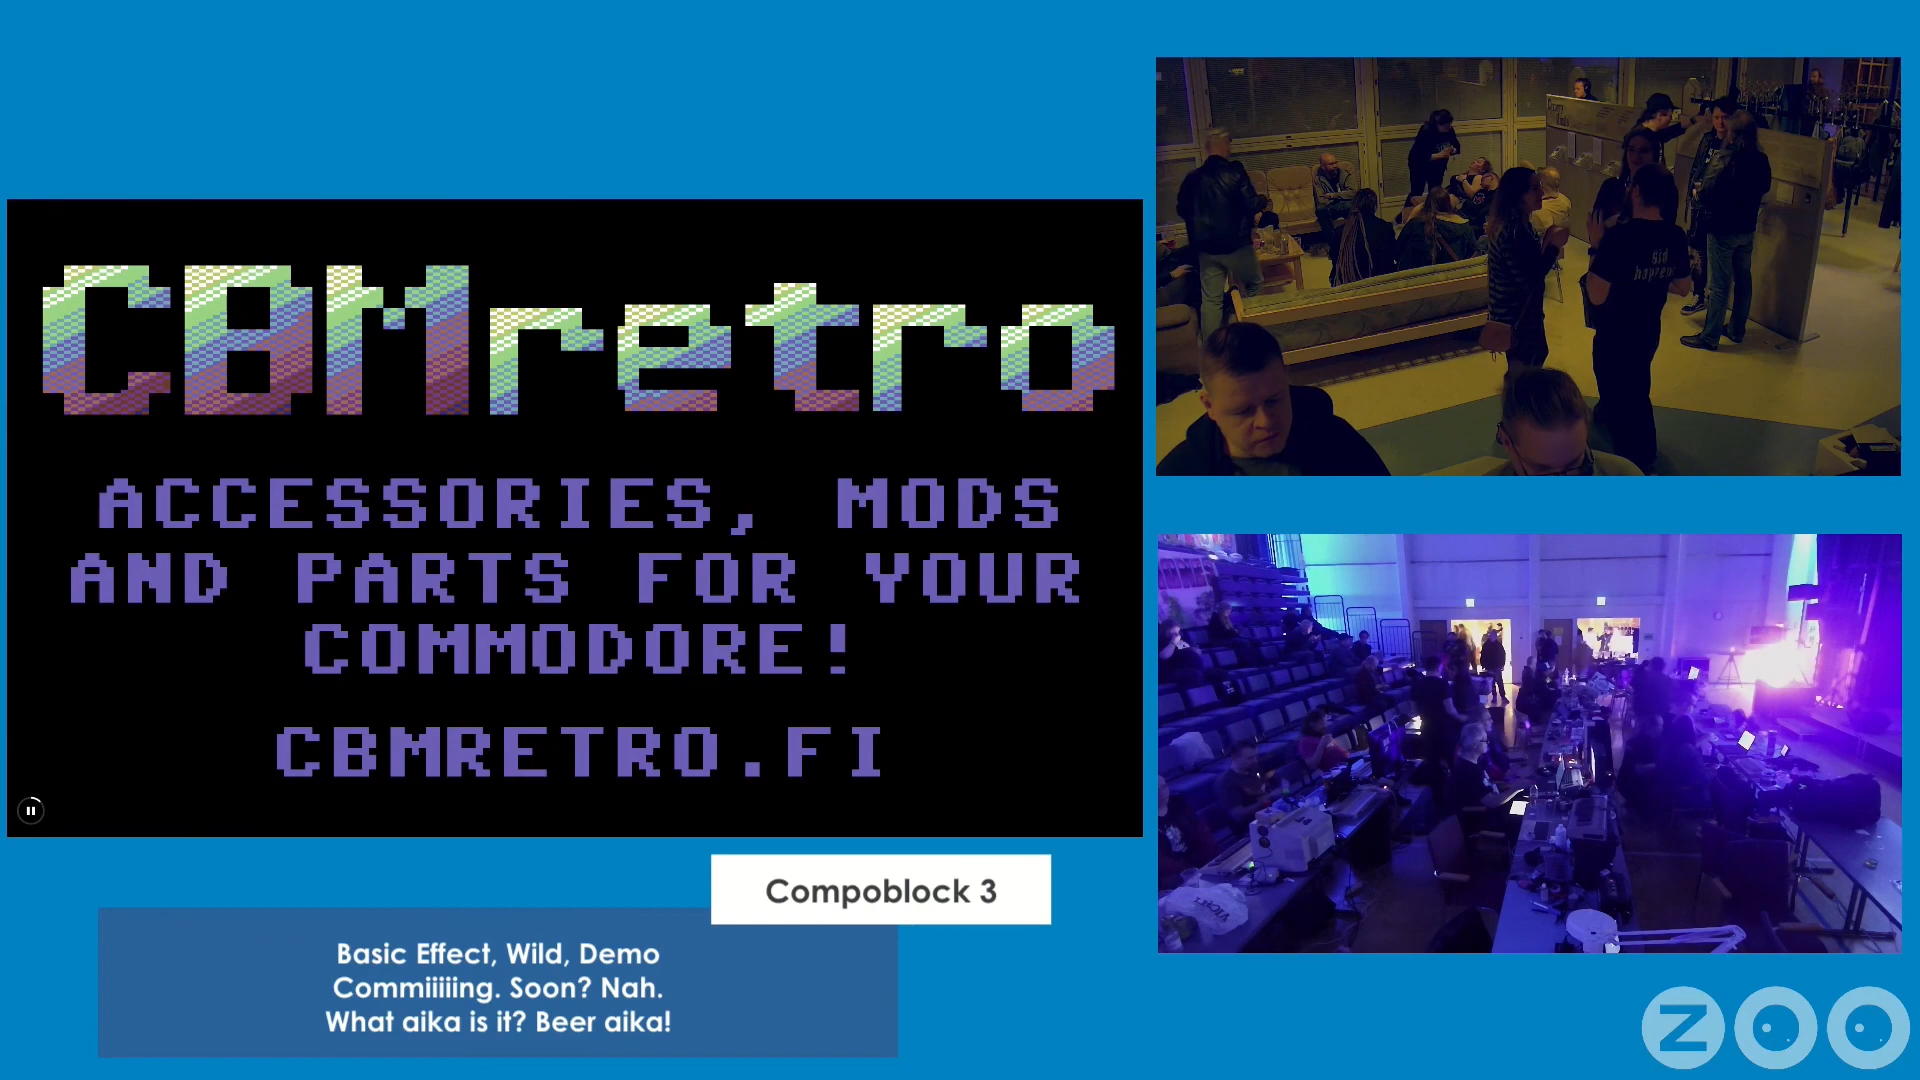 CBMretro
ACCESSORIES, MODS
AND PARTS FOR YOUR
COMMODORE!
CBMRETRO.FI
Compoblock 3
Basic Effect, Wild, Demo
Commiiiiing. Soon? Nah.
What aika is it? Beer aika!
ZOO